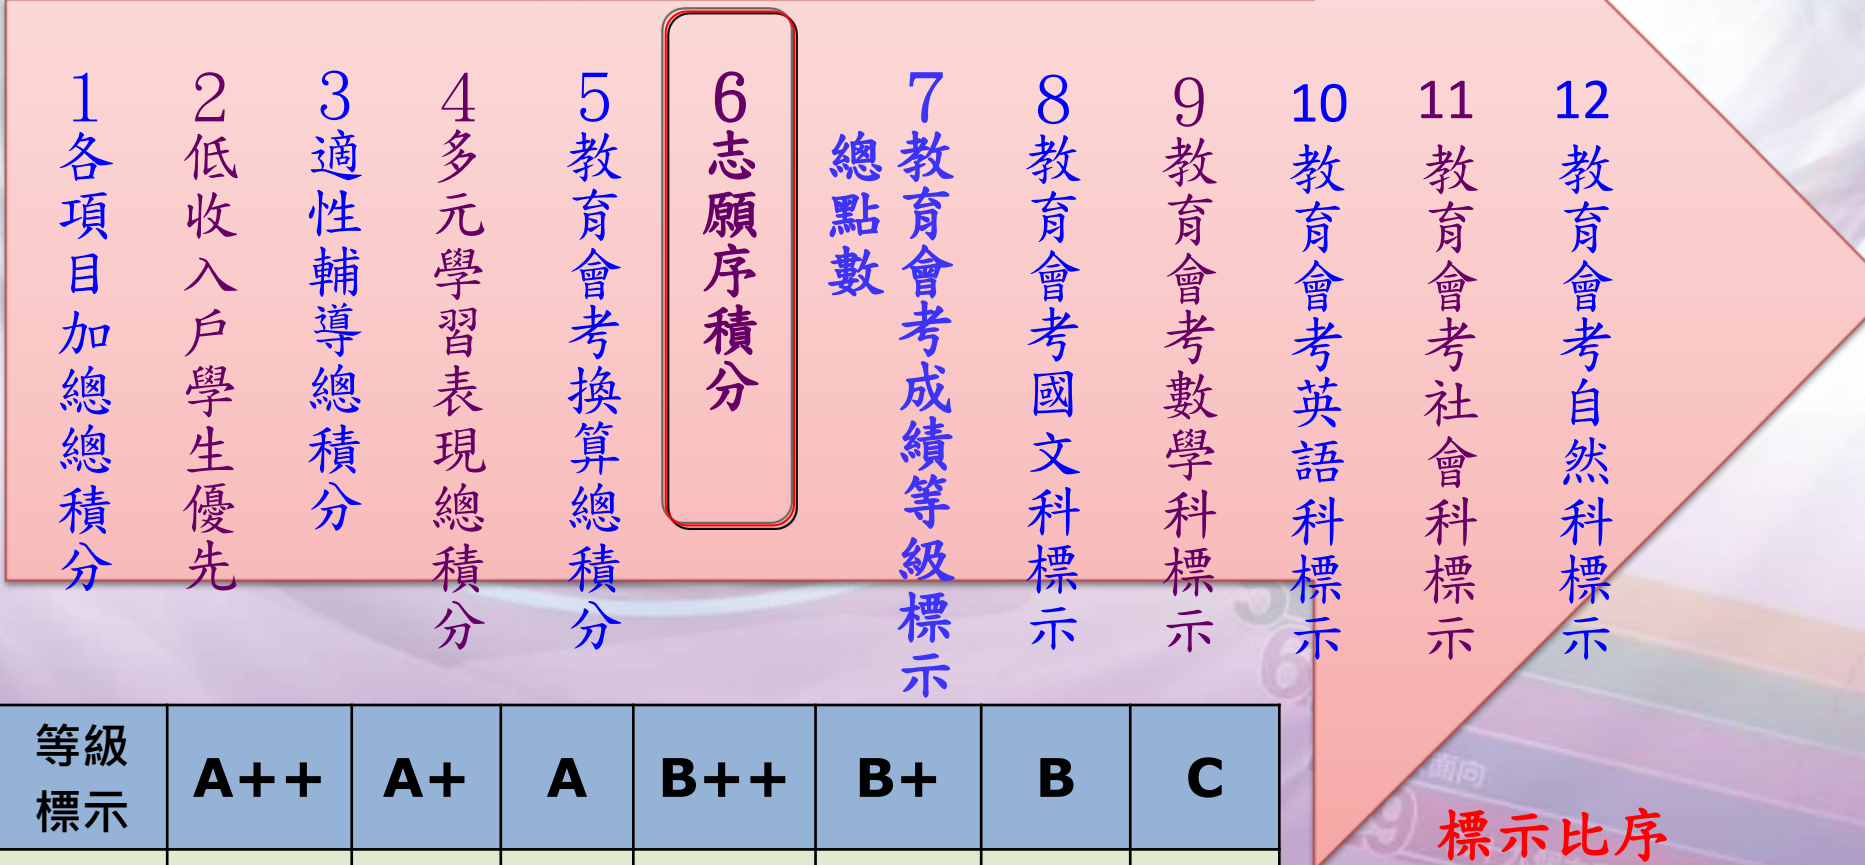 1各項目加總總積分
2低收入戶學生優先
3適性輔導總積分
4多元學習表現總積分
5教育會考換算總積分
6志願序積分
7教育會考成績等級標示
總點數
8教育會考國文科標示
9教育會考數學科標示
10教育會考英語科標示
11教育會考社會科標示
12教育會考自然科標示
等級標示 A++ A+ A B++ B+ B C
標示比序
面向
6
9